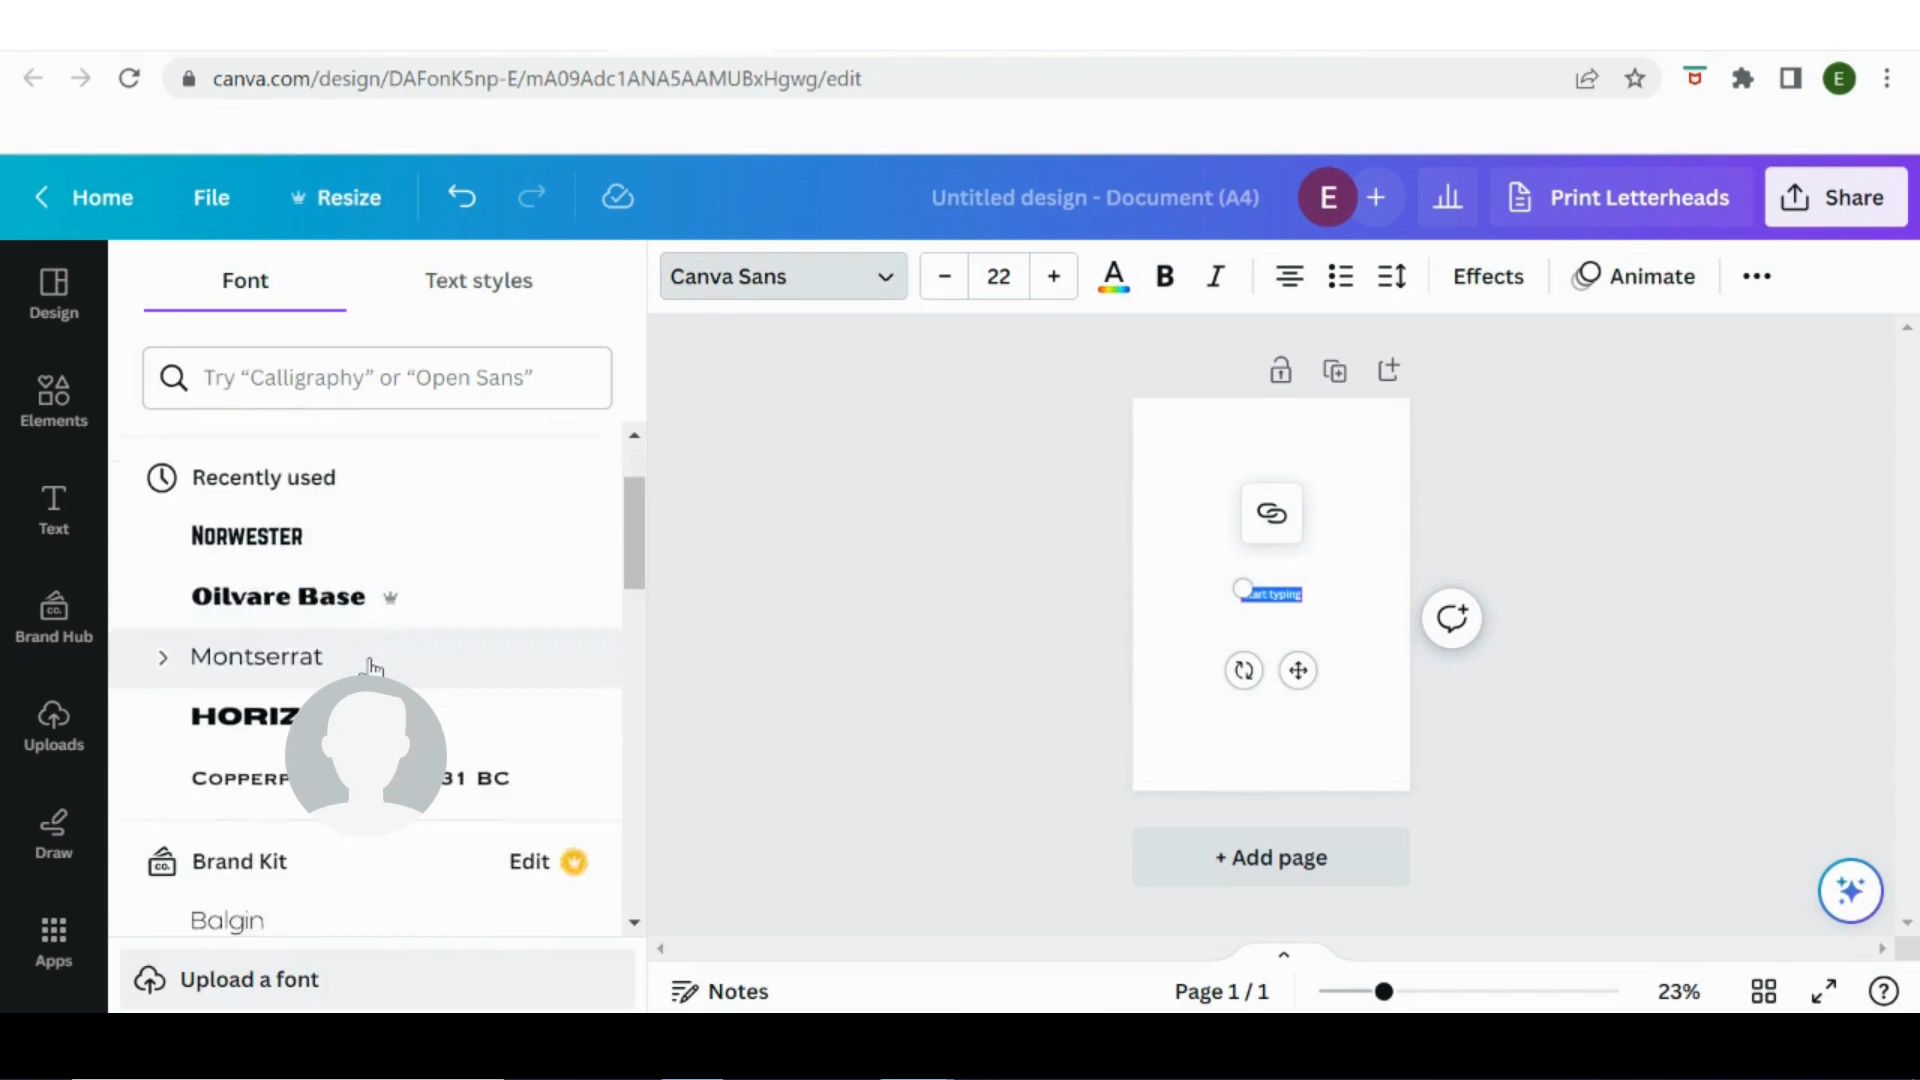 canva.com/design/DAFonK5np-E/mA09Adc1ANA5AAMUBxHgwg/edit
E
Home File Resize Untitled design - Document (A4) E + Print Letterheads Share
Font Text styles Canva Sans − 22 + A B I Effects Animate
Design
Try “Calligraphy” or “Open Sans”
Elements
Recently used
Text
NORWESTER
Oilvare Base
typing
Brand Hub
Montserrat
Uploads
31 BC
Draw
+ Add page
CO. Brand Kit Edit
Balgin
Apps
Upload a font
Notes Page 1 / 1 23% ?